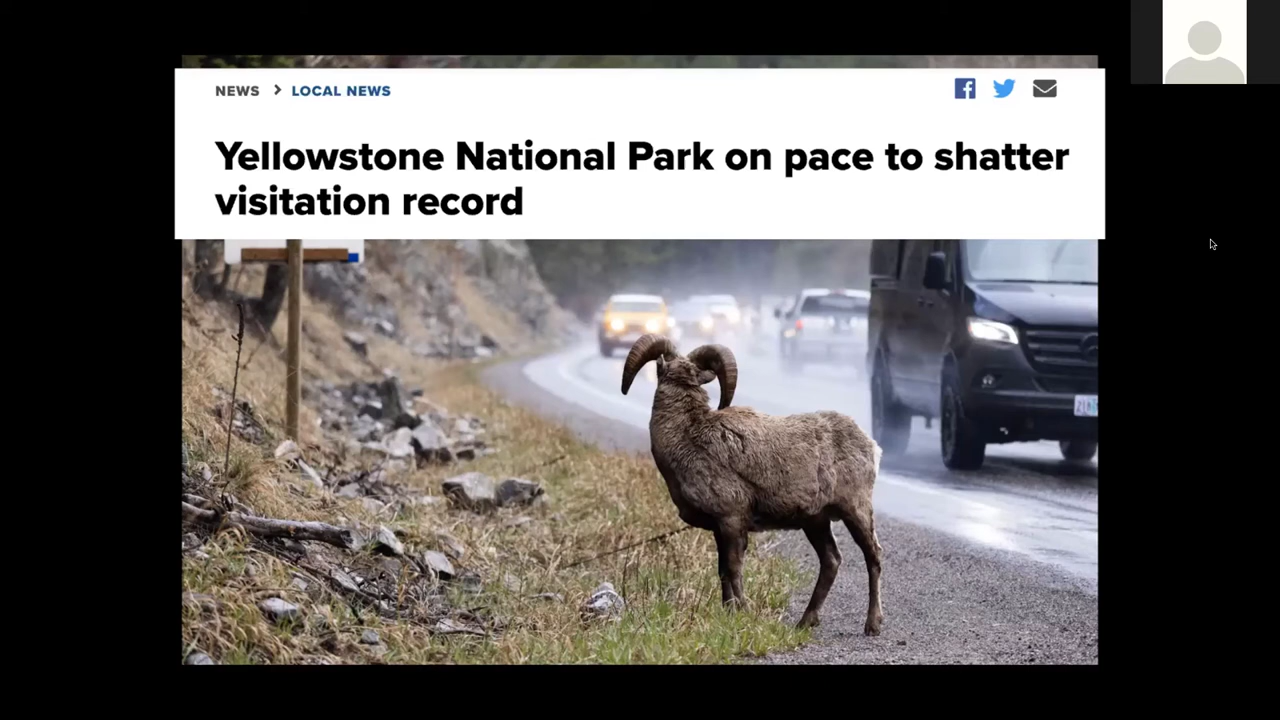 NEWS > LOCAL NEWS
Yellowstone National Park on pace to shatter
visitation record